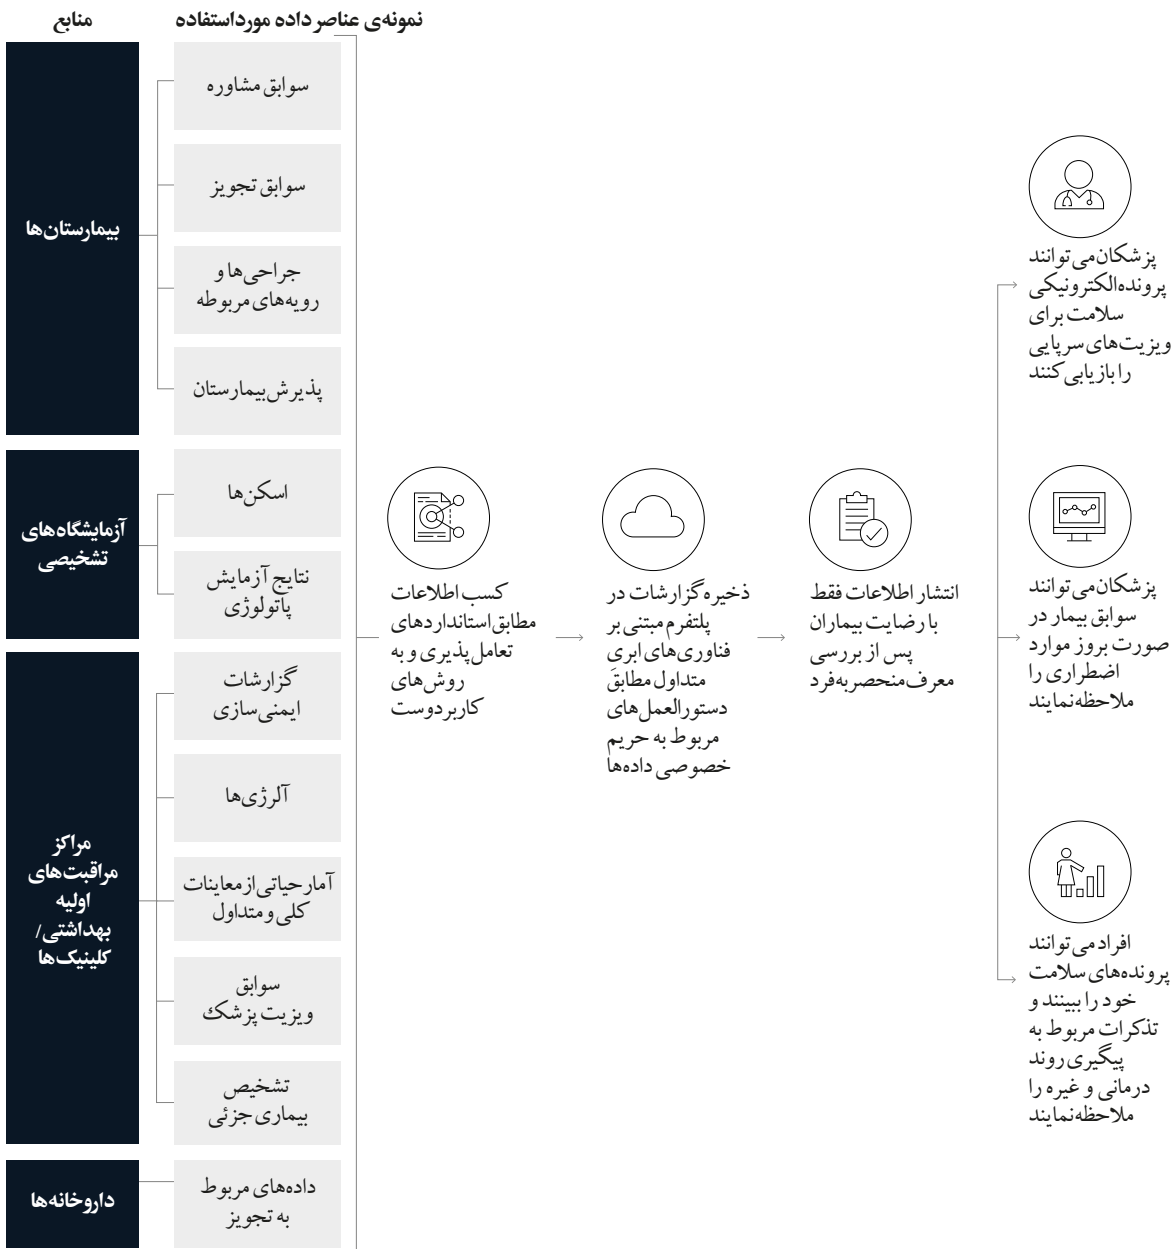 منابع
نمونه‌ی عناصر داده مورداستفاده
بیمارستان‌ها
سوابق مشاوره
سوابق تجویز
جراحی‌ها و
رویه‌های مربوطه
پذیرش بیمارستان
آزمایشگاه‌های
تشخیصی
اسکن‌ها
نتایج آزمایش
پاتولوژی
مراکز
مراقبت‌های
اولیه
بهداشتی/
کلینیک‌ها
گزارشات
ایمنی‌سازی
آلرژی‌ها
آمار حیاتی از معاینات
کلی و متداول
سوابق
ویزیت پزشک
تشخیص
بیماری جزئی
داروخانه‌ها
داده‌های مربوط
به تجویز
کسب اطلاعات
مطابق استانداردهای
تعامل‌پذیری و به
روش‌های
کاربردوست
ذخیره گزارشات در
پلتفرم مبتنی بر
فناوری‌های ابری
متداول مطابق
دستورالعمل‌های
مربوط به حریم
خصوصی داده‌ها
انتشار اطلاعات فقط
با رضایت بیماران
پس از بررسی
معرف منحصربه‌فرد
پزشکان می‌توانند
پرونده الکترونیکی
سلامت برای
ویزیت‌های سرپایی
را بازیابی کنند
پزشکان می‌توانند
سوابق بیمار در
صورت بروز موارد
اضطراری را
ملاحظه نمایند
افراد می‌توانند
پرونده‌های سلامت
خود را ببینند و
تذکرات مربوط به
پیگیری روند
درمانی و غیره را
ملاحظه نمایند